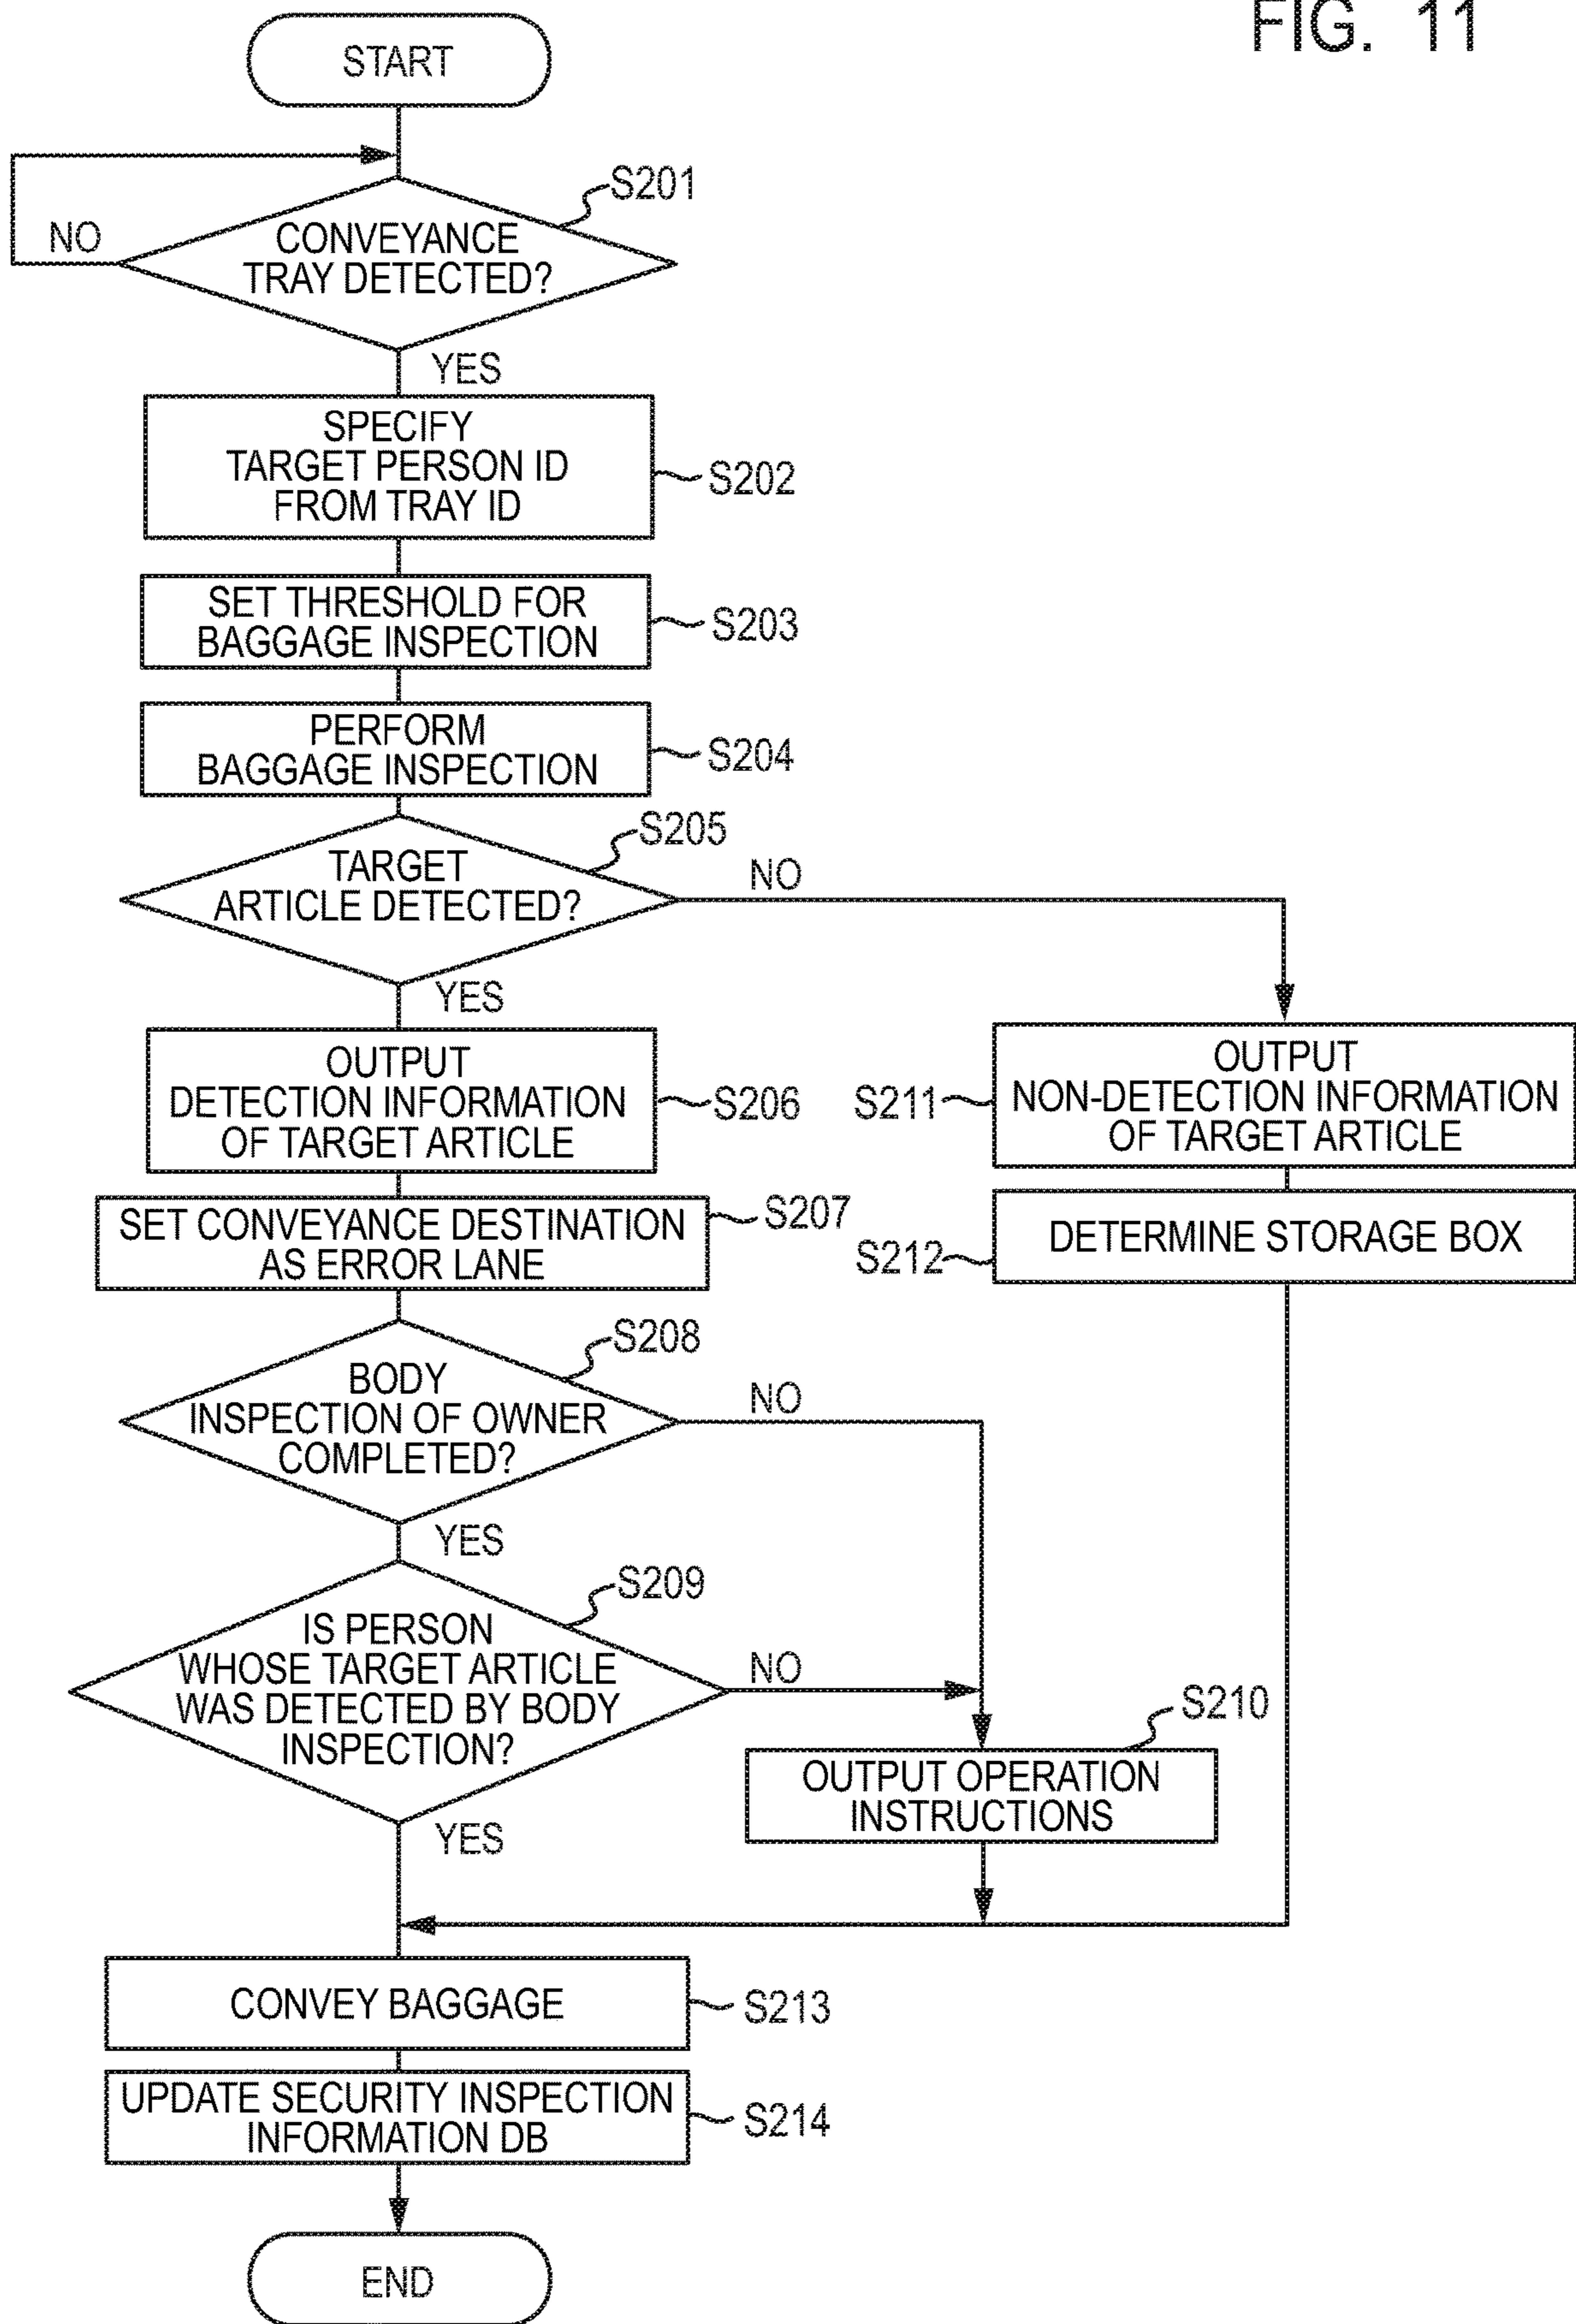 FIG. 11
START
S201
NO
CONVEYANCE
TRAY DETECTED?
YES
SPECIFY
TARGET PERSON ID
FROM TRAY ID
S202
SET THRESHOLD FOR
BAGGAGE INSPECTION
S203
PERFORM
BAGGAGE INSPECTION
S204
S205
TARGET
ARTICLE DETECTED?
NO
YES
OUTPUT
DETECTION INFORMATION
OF TARGET ARTICLE
S206
S211
OUTPUT
NON-DETECTION INFORMATION
OF TARGET ARTICLE
SET CONVEYANCE DESTINATION
AS ERROR LANE
S207
S212
DETERMINE STORAGE BOX
S208
BODY
INSPECTION OF OWNER
COMPLETED?
NO
YES
S209
IS PERSON
WHOSE TARGET ARTICLE
WAS DETECTED BY BODY
INSPECTION?
NO
S210
OUTPUT OPERATION
INSTRUCTIONS
YES
CONVEY BAGGAGE
S213
UPDATE SECURITY INSPECTION
INFORMATION DB
S214
END